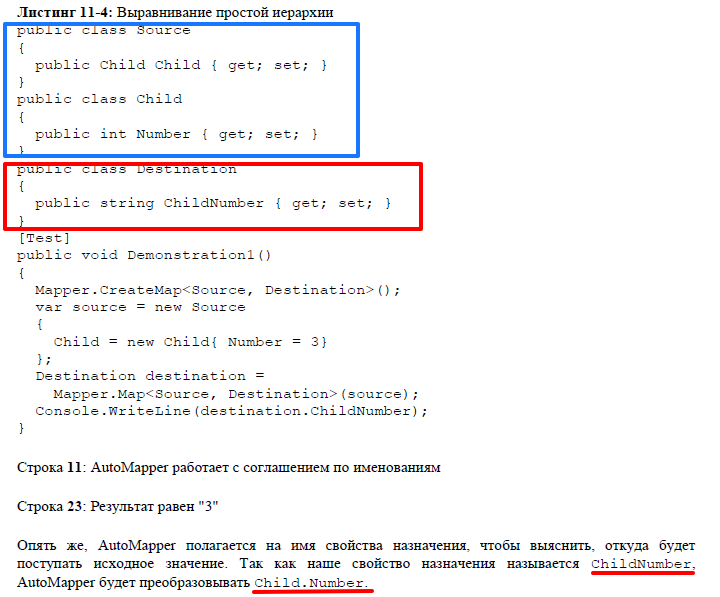 Листинг 11-4: Выравнивание простой иерархии
public class Source
{
public Child Child { get; set; }
}
public class Child
{
public int Number { get; set; }
}
public class Destination
{
public string ChildNumber { get; set; }
}
[Test]
public void Demonstration1()
{
Mapper.CreateMap<Source, Destination>();
var source = new Source
{
Child = new Child{ Number = 3}
};
Destination destination =
Mapper.Map<Source, Destination>(source);
Console.WriteLine(destination.ChildNumber);
}
Строка 11: AutoMapper работает с соглашением по именованиям
Строка 23: Результат равен "3"
Опять же, AutoMapper полагается на имя свойства назначения, чтобы выяснить, откуда будет
поступать исходное значение. Так как наше свойство назначения называется ChildNumber,
AutoMapper будет преобразовывать Child.Number.